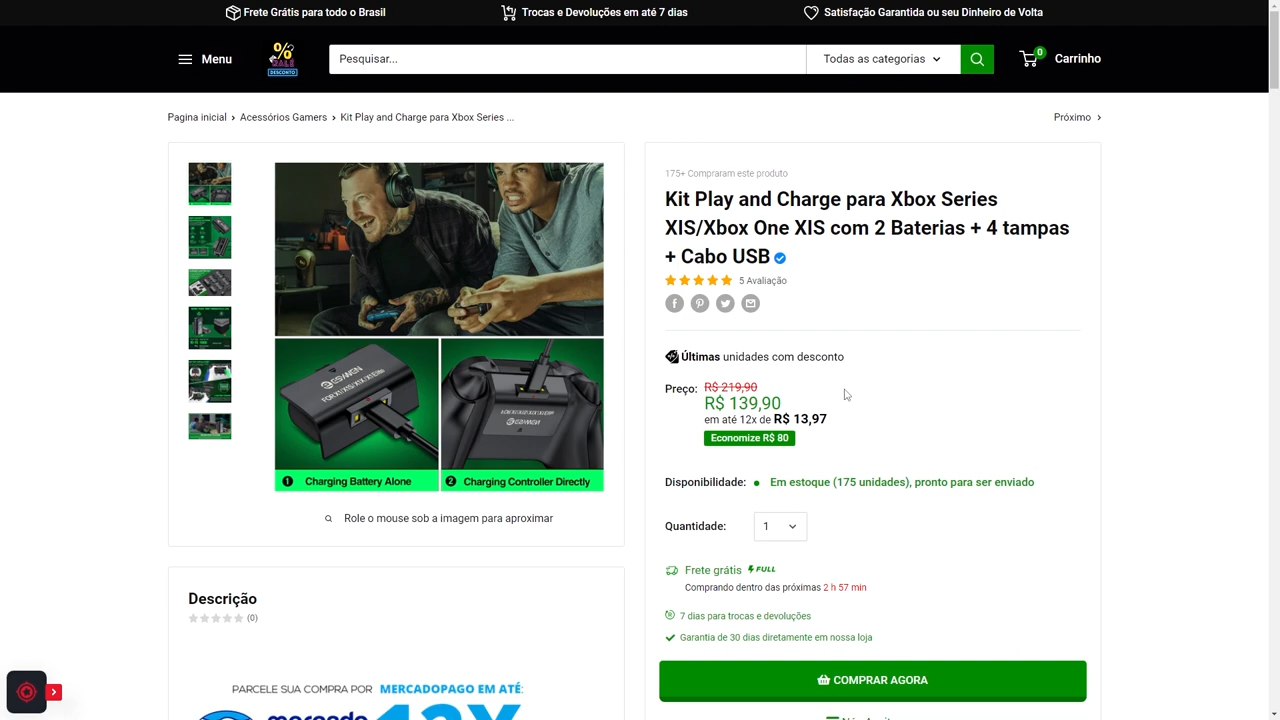 Frete Grátis para todo o Brasil
Trocas e Devoluções em até 7 dias
Satisfação Garantida ou seu Dinheiro de Volta
Menu
%
SALE
DESCONTO
Pesquisar...
Todas as categorias
0
Carrinho
Pagina inicial
Acessórios Gamers
Kit Play and Charge para Xbox Series ...
Próximo
175+ Compraram este produto
Kit Play and Charge para Xbox Series
XIS/Xbox One XIS com 2 Baterias + 4 tampas
+ Cabo USB
5 Avaliação
Últimas unidades com desconto
Preço:
R$ 219,90
R$ 139,90
em até 12x de R$ 13,97
Economize R$ 80
1 Charging Battery Alone
2 Charging Controller Directly
Role o mouse sob a imagem para aproximar
Disponibilidade:
Em estoque (175 unidades), pronto para ser enviado
Quantidade:
1
Frete grátis
FULL
Comprando dentro das próximas 2 h 57 min
7 dias para trocas e devoluções
Garantia de 30 dias diretamente em nossa loja
COMPRAR AGORA
Descrição
(0)
PARCELE SUA COMPRA POR MERCADOPAGO EM ATÉ:
mercado
12X